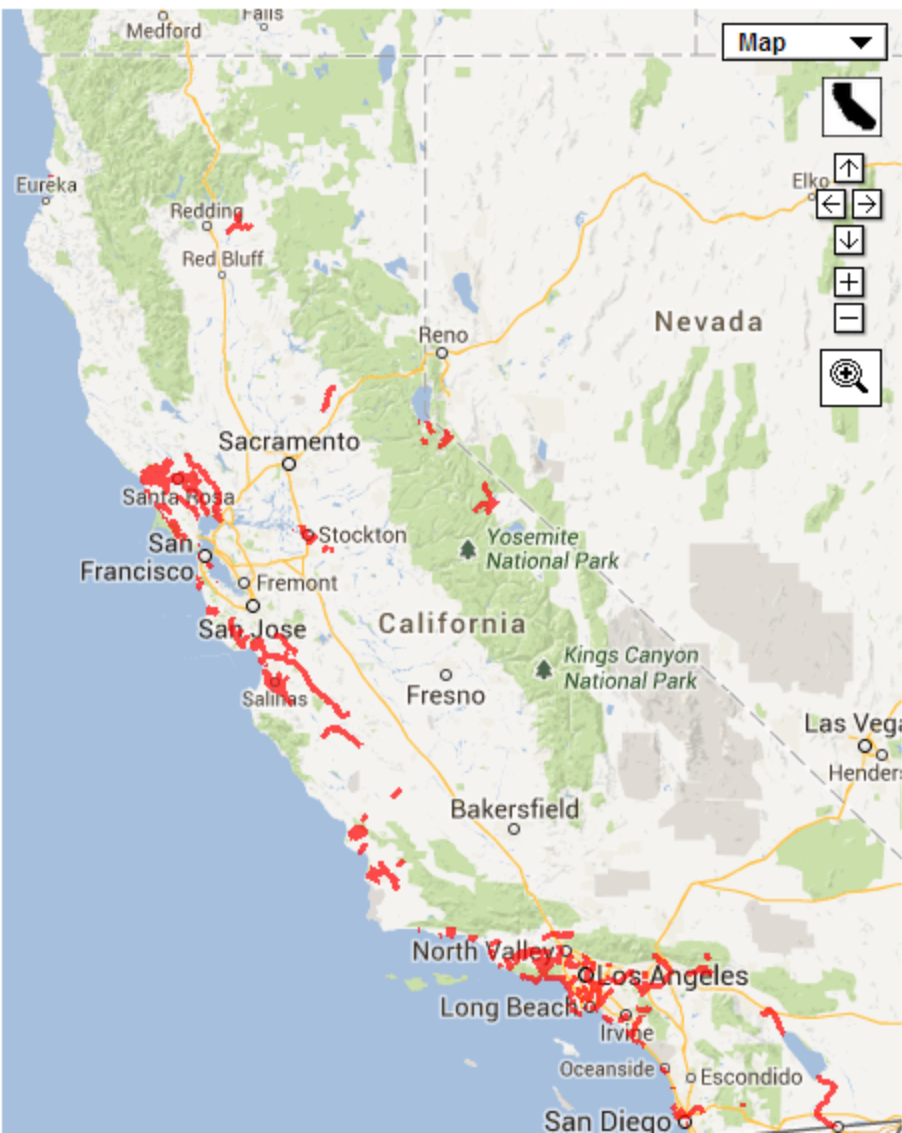 Falls
Medford
Map
Eureka
Elko
Redding
Red Bluff
Nevada
Reno
Sacramento
Santa Rosa
Stockton
Yosemite
National Park
San
Francisco
Fremont
California
San Jose
Kings Canyon
National Park
Fresno
Salinas
Las Vega
Henders
Bakersfield
North Valley
Los Angeles
Long Beach
Irvine
Oceanside
Escondido
San Diego